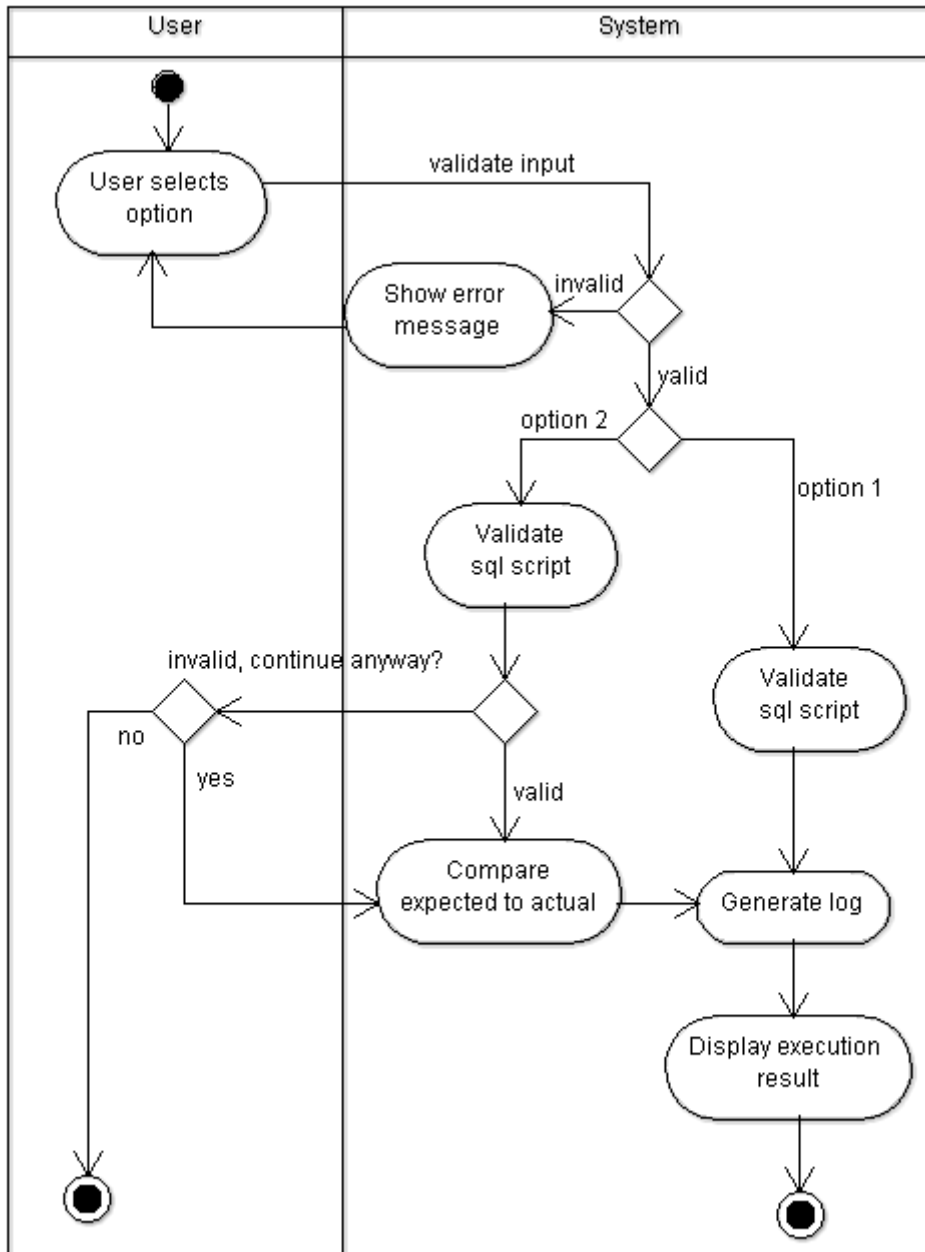 User
System
User selects
option
validate input
Show error
message
invalid
valid
option 2
option 1
Validate
sql script
invalid, continue anyway?
Validate
sql script
no
yes
valid
Compare
expected to actual
Generate log
Display execution
result